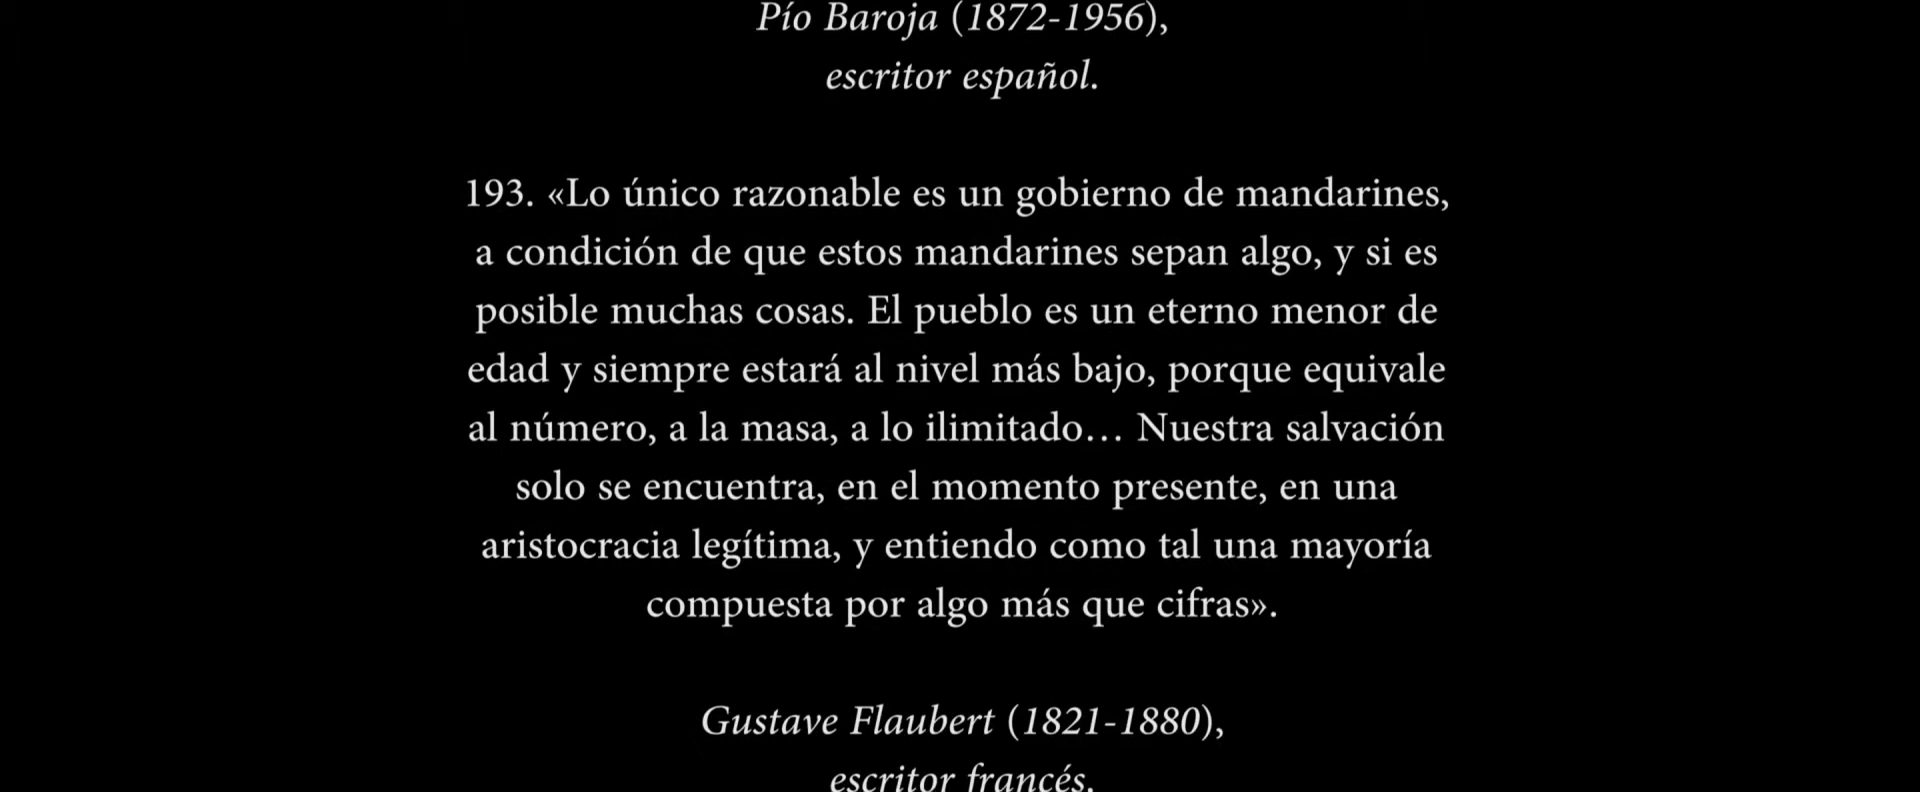 Pío Baroja (1872-1956),
escritor español.
193. «Lo único razonable es un gobierno de mandarines,
a condición de que estos mandarines sepan algo, y si es
posible muchas cosas. El pueblo es un eterno menor de
edad y siempre estará al nivel más bajo, porque equivale
al número, a la masa, a lo ilimitado… Nuestra salvación
solo se encuentra, en el momento presente, en una
aristocracia legítima, y entiendo como tal una mayoría
compuesta por algo más que cifras».
Gustave Flaubert (1821-1880),
escritor francés.